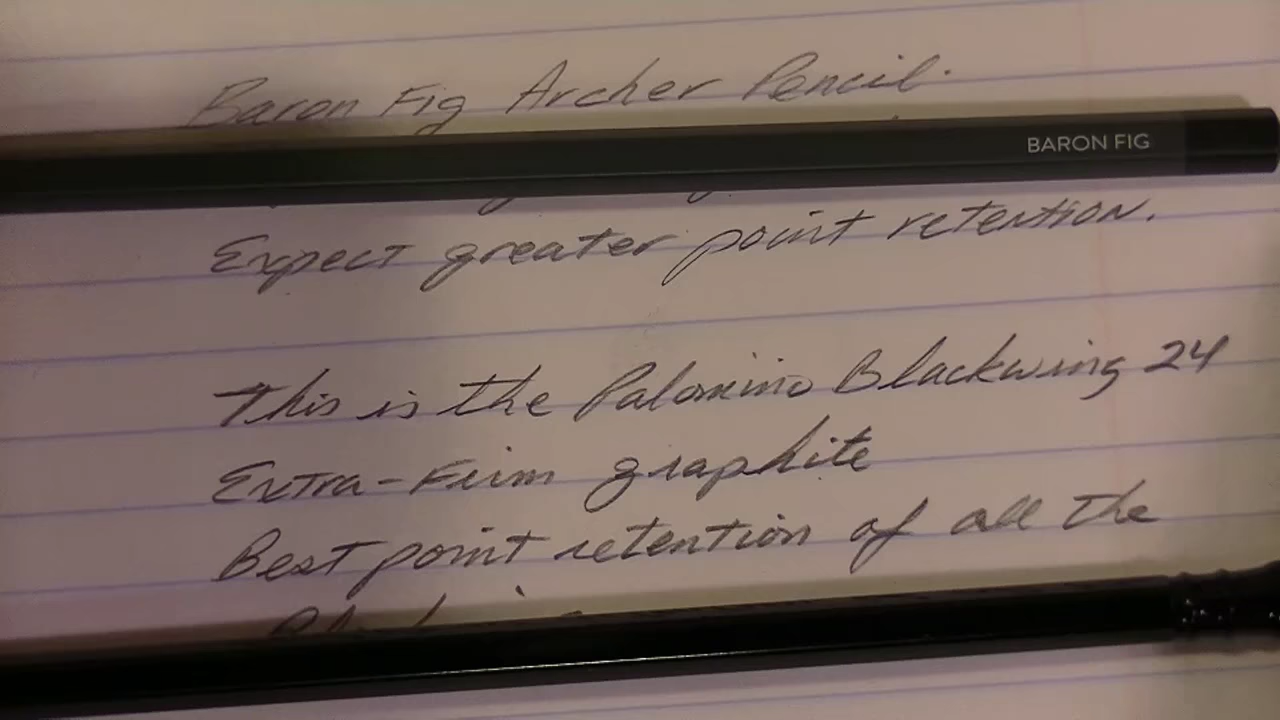 Baron Fig Archer Pencil.
BARON FIG
Expect greater point retention.
This is the Palomino Blackwing 24
Extra-Firm graphite
Best point retention of all the